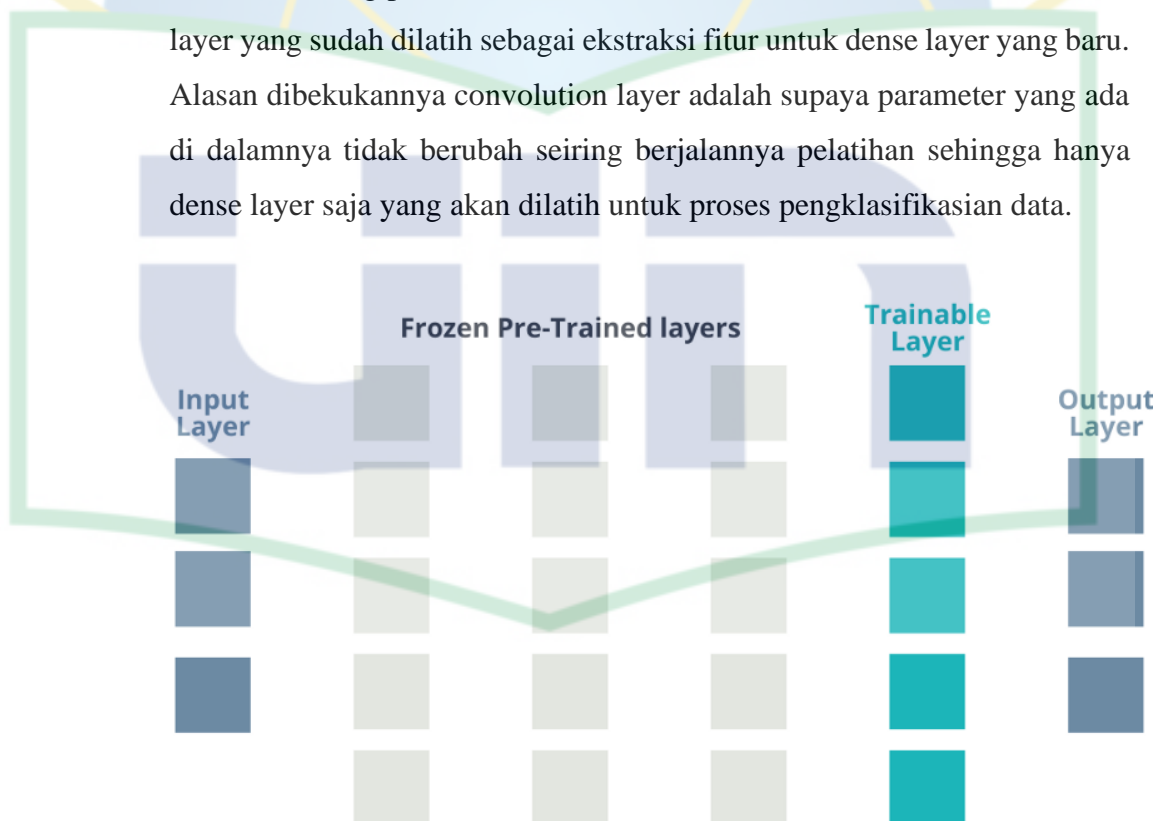 layer yang sudah dilatih sebagai ekstraksi fitur untuk dense layer yang baru.
Alasan dibekukannya convolution layer adalah supaya parameter yang ada
di dalamnya tidak berubah seiring berjalannya pelatihan sehingga hanya
dense layer saja yang akan dilatih untuk proses pengklasifikasian data.
Frozen Pre-Trained layers
Trainable
Layer
Input
Layer
Output
Layer
uin